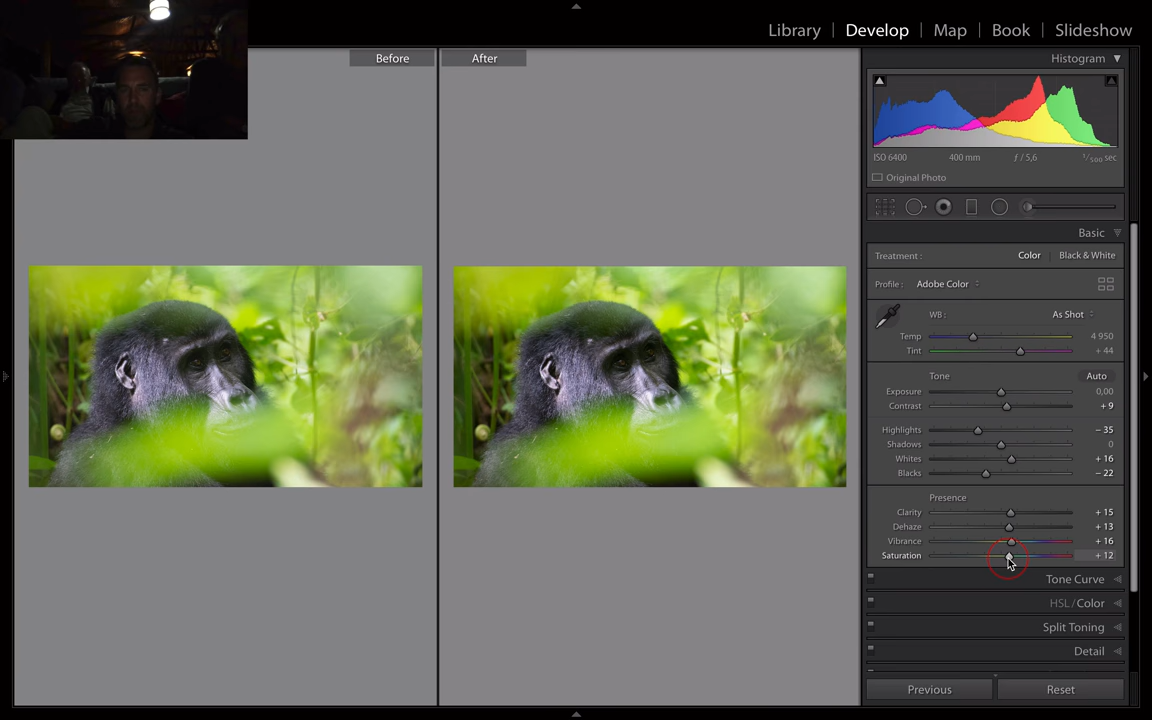 Library | Develop | Map | Book | Slideshow
Before
After
Histogram
ISO 6400 400 mm ƒ / 5,6 1/500 sec
Original Photo
Basic
Treatment : Color | Black & White
Profile : Adobe Color
WB : As Shot
Temp 4 950
Tint + 44
Tone Auto
Exposure 0,00
Contrast + 9
Highlights − 35
Shadows 0
Whites + 16
Blacks − 22
Presence
Clarity + 15
Dehaze + 13
Vibrance + 16
Saturation + 12
Tone Curve
HSL / Color
Split Toning
Detail
Previous Reset